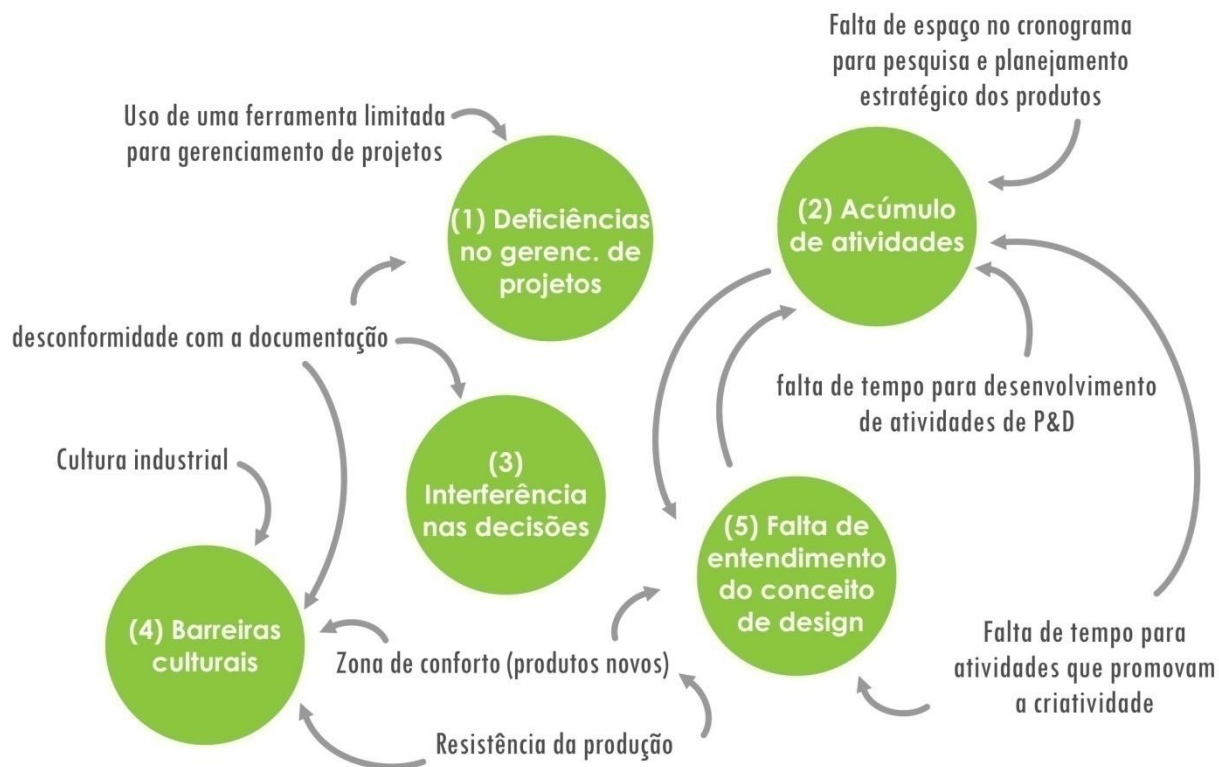 Falta de espaço no cronograma
para pesquisa e planejamento
estratégico dos produtos
Uso de uma ferramenta limitada
para gerenciamento de projetos
(1) Deficiências
no gerenc. de
projetos
(2) Acúmulo
de atividades
desconformidade com a documentação
falta de tempo para desenvolvimento
de atividades de P&D
Cultura industrial
(3)
Interferência
nas decisões
(5) Falta de
entendimento
do conceito
de design
(4) Barreiras
culturais
Zona de conforto (produtos novos)
Falta de tempo para
atividades que promovam
a criatividade
Resistência da produção